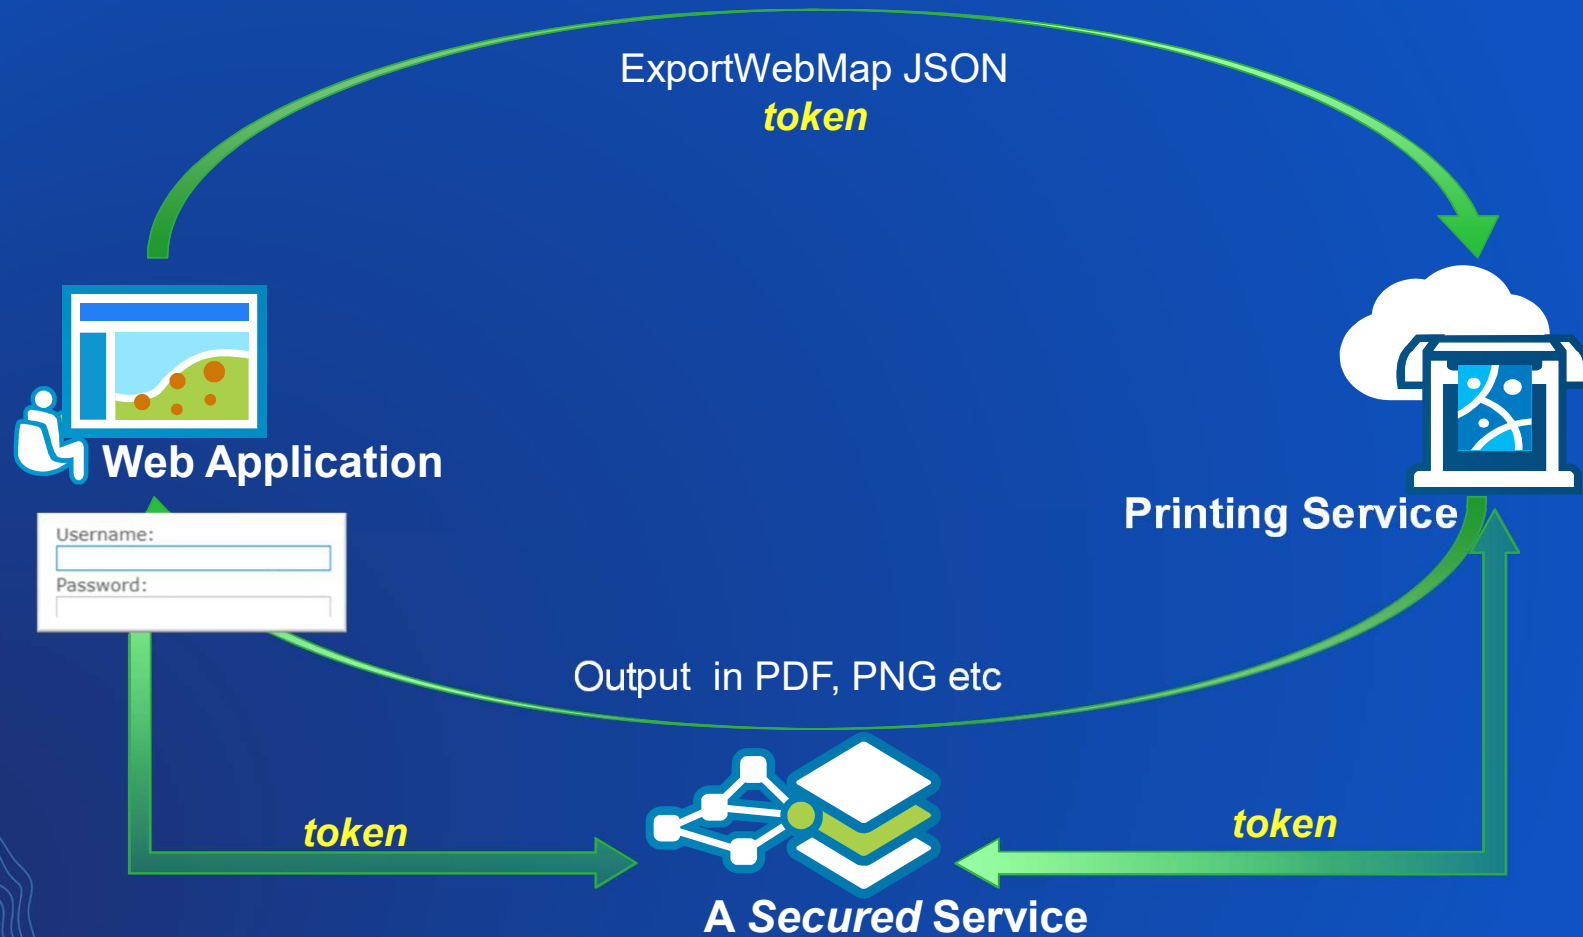 ExportWebMap JSON
token
Web Application
Username:
Password:
Printing Service
Output in PDF, PNG etc
token
token
A Secured Service